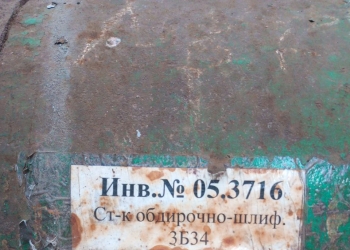 Инв.№ 05.3716
Ст-к обдирочно-шлиф.
3Б34